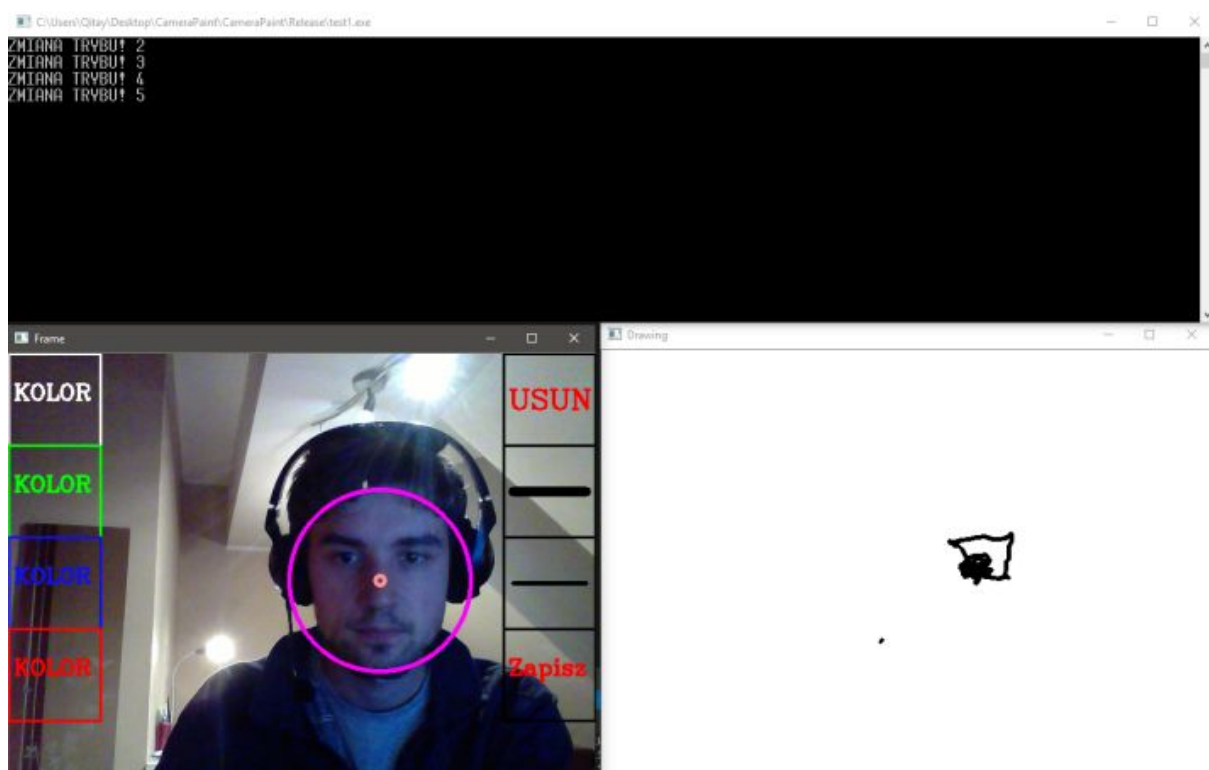 C:\Users\Qitay\Desktop\CameraPaint\CameraPaint\Release\test1.exe
ZMIANA TRYBU! 2
ZMIANA TRYBU! 3
ZMIANA TRYBU! 4
ZMIANA TRYBU! 5
Frame
KOLOR
KOLOR
KOLOR
KOLOR
USUN
Zapisz
Drawing